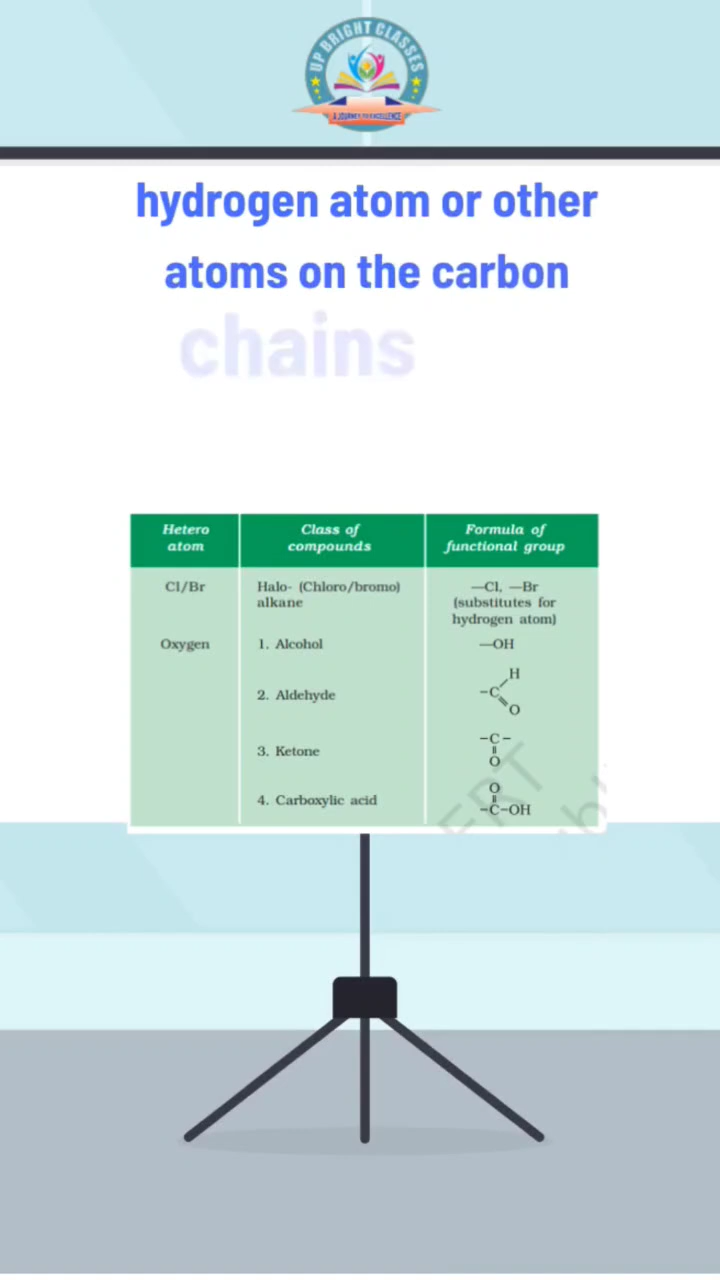 UP BRIGHT CLASSES
A JOURNEY TO EXCELLENCE
hydrogen atom or other
atoms on the carbon
chains
Hetero atom
Class of compounds
Formula of functional group
Cl/Br
Halo- (Chloro/bromo) alkane
—Cl, —Br
(substitutes for
hydrogen atom)
Oxygen
1. Alcohol
—OH
2. Aldehyde
H
-C
O
3. Ketone
-C-
O
4. Carboxylic acid
O
-C-OH